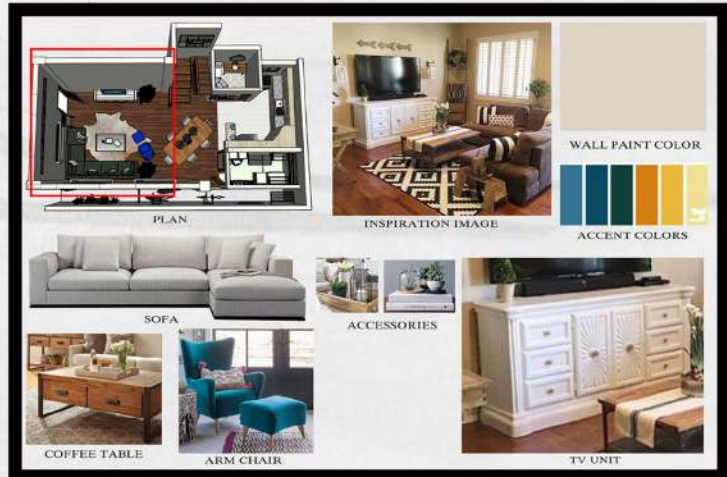 PLAN
INSPIRATION IMAGE
WALL PAINT COLOR
ACCENT COLORS
SOFA
ACCESSORIES
COFFEE TABLE
ARM CHAIR
TV UNIT